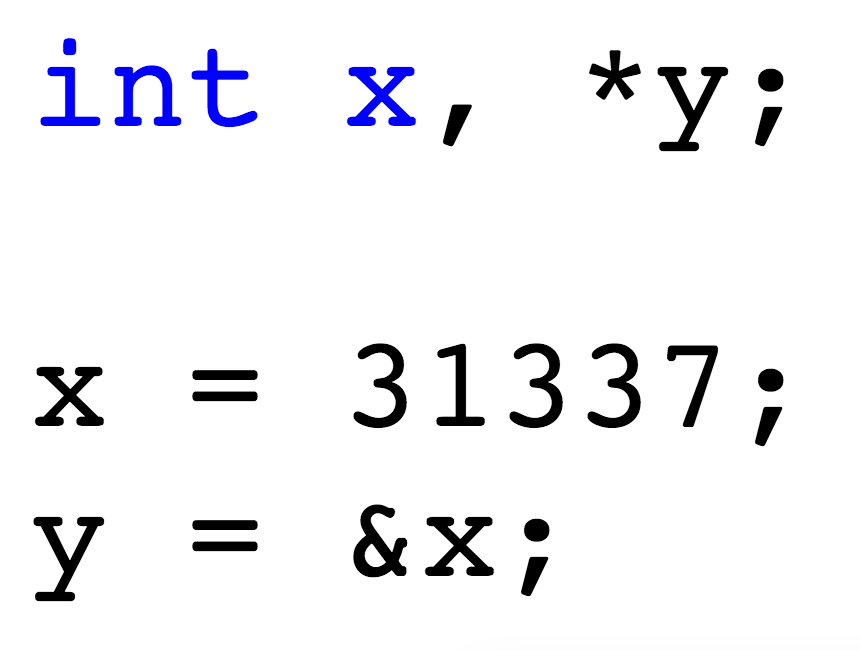 int x, *y;
x = 31337;
y = &x;